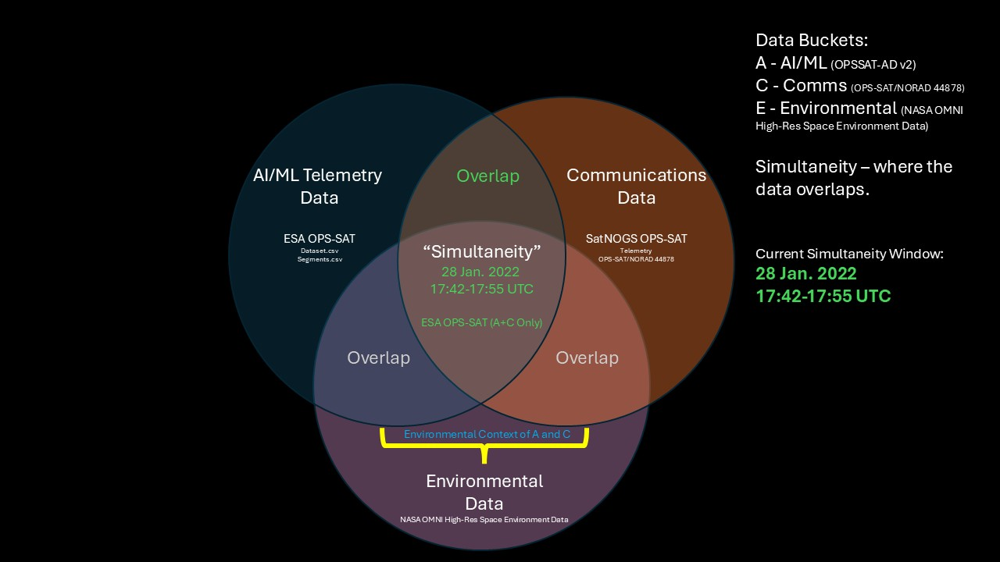 Data Buckets:
A - AI/ML (OPSSAT-AD v2)
C - Comms (OPS-SAT/NORAD 44878)
E - Environmental (NASA OMNI
High-Res Space Environment Data)
Simultaneity – where the
data overlaps.
Current Simultaneity Window:
28 Jan. 2022
17:42-17:55 UTC
AI/ML Telemetry
Data
ESA OPS-SAT
Dataset.csv
Segments.csv
Overlap
Communications
Data
SatNOGS OPS-SAT
Telemetry
OPS-SAT/NORAD 44878
“Simultaneity”
28 Jan. 2022
17:42-17:55 UTC
ESA OPS-SAT (A+C Only)
Overlap
Overlap
Environmental Context of A and C
Environmental
Data
NASA OMNI High-Res Space Environment Data